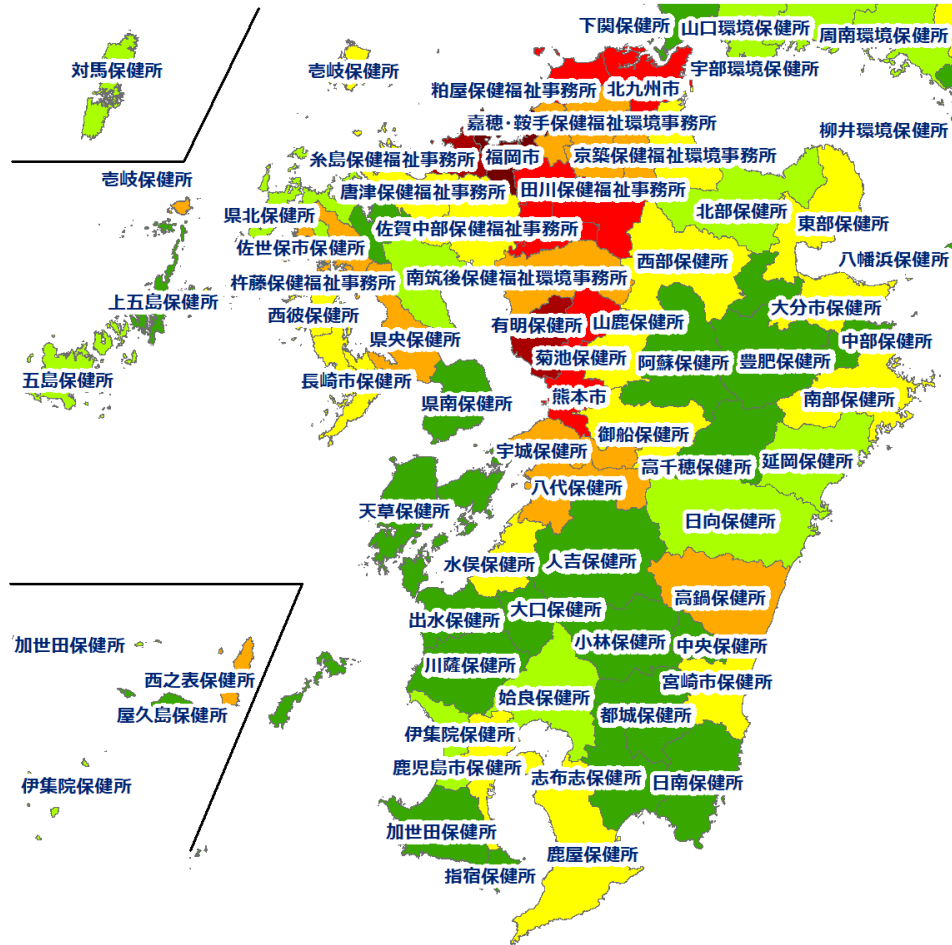 下関保健所
山口環境保健所
周南環境保健所
対馬保健所
壱岐保健所
宇部環境保健所
粕屋保健福祉事務所
北九州市
嘉穂・鞍手保健福祉環境事務所
柳井環境保健所
糸島保健福祉事務所
福岡市
京築保健福祉環境事務所
壱岐保健所
唐津保健福祉事務所
田川保健福祉事務所
県北保健所
北部保健所
東部保健所
佐賀中部保健福祉事務所
佐世保市保健所
西部保健所
八幡浜保健所
杵藤保健福祉事務所
南筑後保健福祉環境事務所
上五島保健所
大分市保健所
西彼保健所
有明保健所
山鹿保健所
県央保健所
中部保健所
菊池保健所
阿蘇保健所
豊肥保健所
五島保健所
長崎市保健所
県南保健所
熊本市
南部保健所
御船保健所
宇城保健所
高千穂保健所
延岡保健所
八代保健所
天草保健所
日向保健所
水俣保健所
人吉保健所
高鍋保健所
大口保健所
出水保健所
小林保健所
中央保健所
加世田保健所
川薩保健所
西之表保健所
宮崎市保健所
姶良保健所
屋久島保健所
都城保健所
伊集院保健所
鹿児島市保健所
志布志保健所
日南保健所
伊集院保健所
加世田保健所
鹿屋保健所
指宿保健所